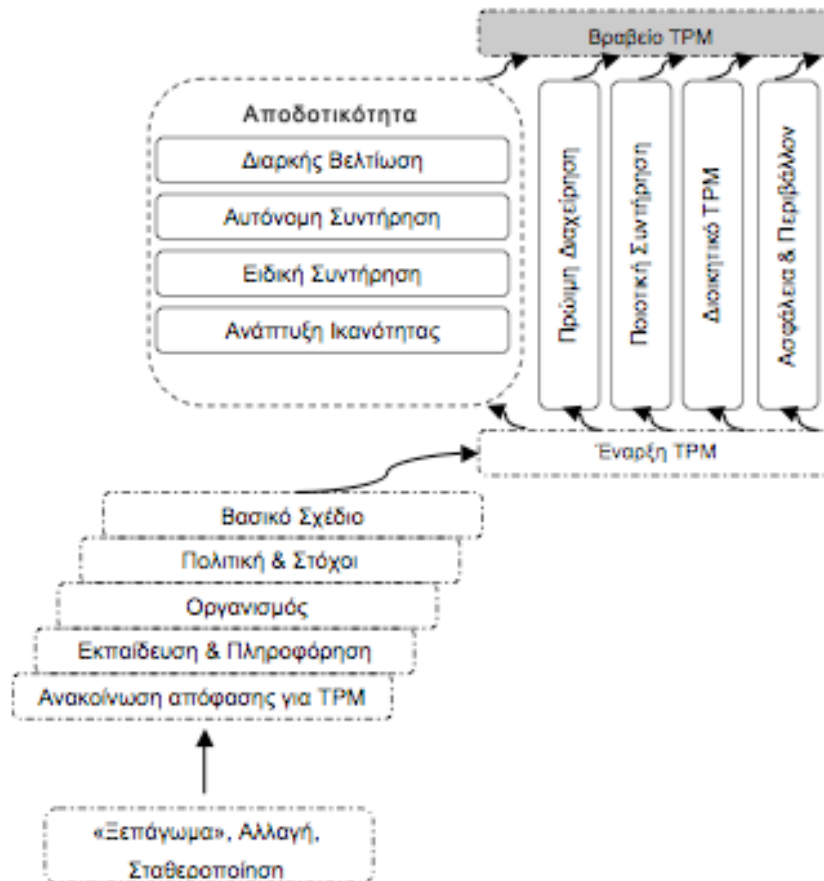 Βραβείο TPM
Αποδοτικότητα
Διαρκής Βελτίωση
Αυτόνομη Συντήρηση
Ειδική Συντήρηση
Ανάπτυξη Ικανότητας
Πρώιμη Διαχείρηση
Ποιοτική Συντήρηση
Διοικητικό TPM
Ασφάλεια & Περιβάλλον
Έναρξη TPM
Βασικό Σχέδιο
Πολιτική & Στόχοι
Οργανισμός
Εκπαίδευση & Πληροφόρηση
Ανακοίνωση απόφασης για TPM
«Ξεπάγωμα», Αλλαγή,
Σταθεροποίηση